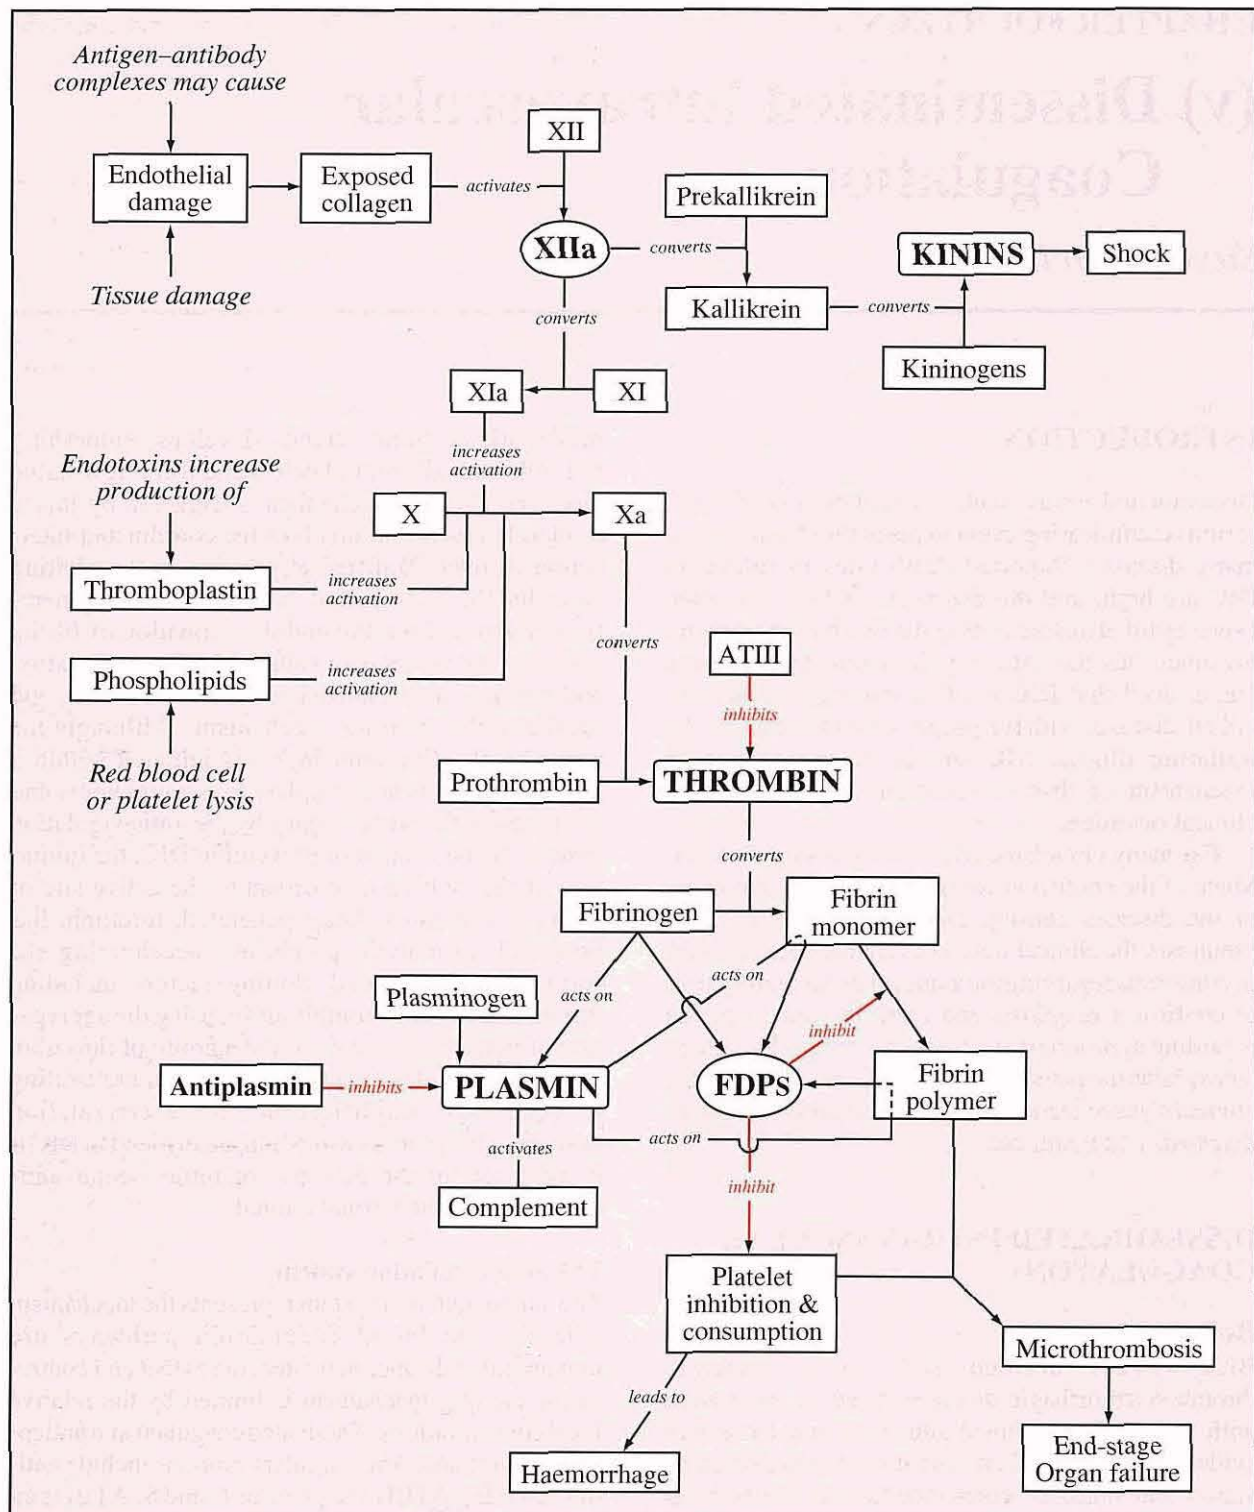 Antigen–antibody
complexes may cause
XII
Endothelial
damage
Exposed
collagen
activates
Prekallikrein
XIIa
converts
KININS
Shock
Tissue damage
Kallikrein
converts
converts
Kininogens
XIa
XI
increases
activation
Endotoxins increase
production of
X
Xa
Thromboplastin
increases
activation
converts
ATIII
Phospholipids
increases
activation
inhibits
Red blood cell
or platelet lysis
Prothrombin
THROMBIN
converts
Fibrinogen
Fibrin
monomer
acts on
acts on
Plasminogen
inhibit
Antiplasmin
inhibits
PLASMIN
FDPs
Fibrin
polymer
acts on
activates
inhibit
Complement
Platelet
inhibition &
consumption
Microthrombosis
leads to
Haemorrhage
End-stage
Organ failure